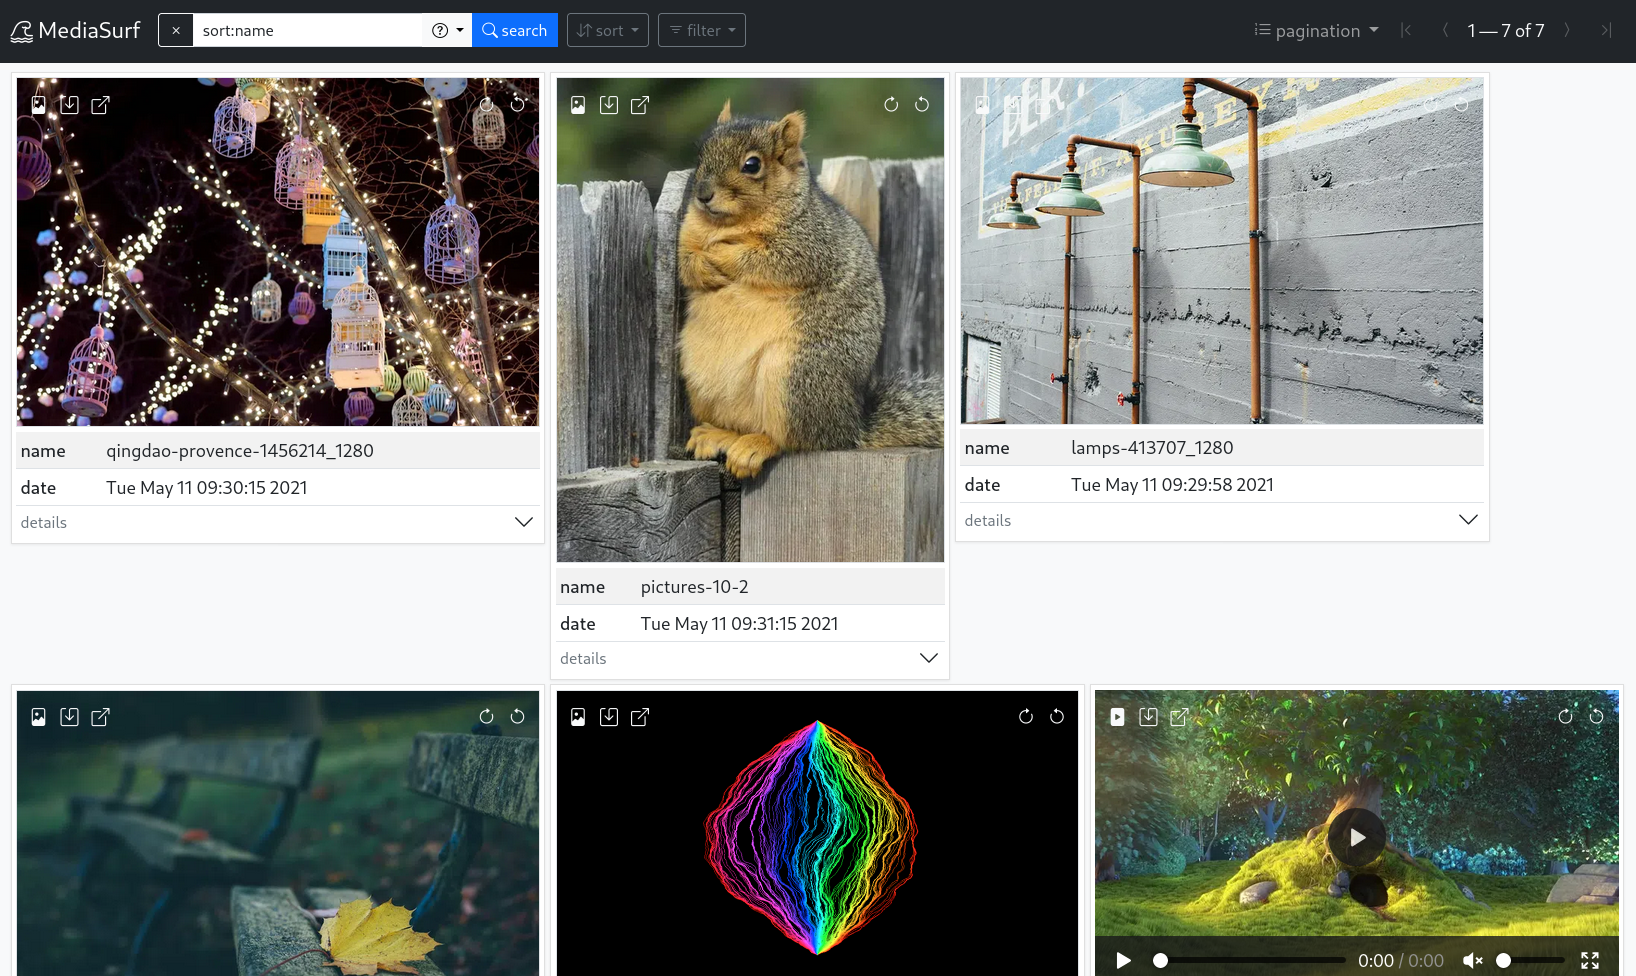 MediaSurf × sort:name search sort filter pagination 1 — 7 of 7
name qingdao-provence-1456214_1280
date Tue May 11 09:30:15 2021
details
name pictures-10-2
date Tue May 11 09:31:15 2021
details
name lamps-413707_1280
date Tue May 11 09:29:58 2021
details
0:00 / 0:00